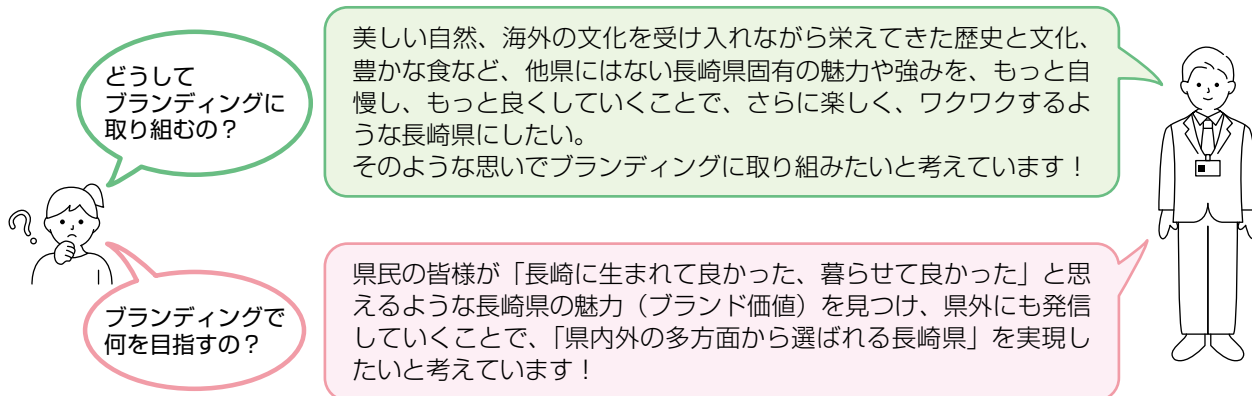 どうして
ブランディングに
取り組むの？
美しい自然、海外の文化を受け入れながら栄えてきた歴史と文化、
豊かな食など、他県にはない長崎県固有の魅力や強みを、もっと自
慢し、もっと良くしていくことで、さらに楽しく、ワクワクするよ
うな長崎県にしたい。
そのような思いでブランディングに取り組みたいと考えています！
ブランディングで
何を目指すの？
県民の皆様が「長崎に生まれて良かった、暮らせて良かった」と思
えるような長崎県の魅力（ブランド価値）を見つけ、県外にも発信
していくことで、「県内外の多方面から選ばれる長崎県」を実現し
たいと考えています！